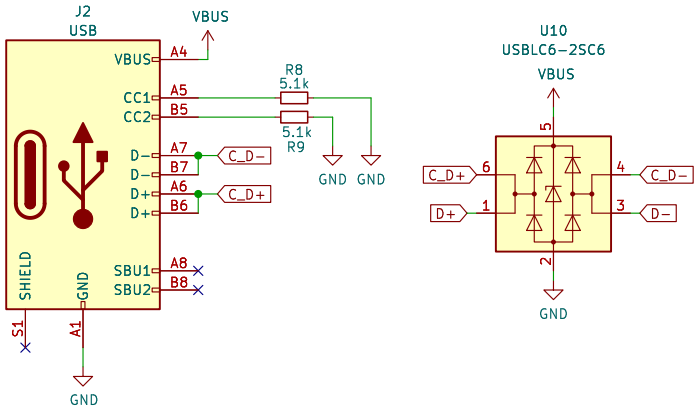 J2
USB
VBUS
VBUS
A4
CC1
A5
CC2
B5
R8
5.1k
5.1k
R9
GND
GND
D-
A7
D-
B7
C_D-
D+
A6
D+
B6
C_D+
SBU1
A8
SBU2
B8
SHIELD
GND
S1
A1
GND
U10
USBLC6-2SC6
VBUS
5
C_D+
6
4
C_D-
D+
1
3
D-
2
GND